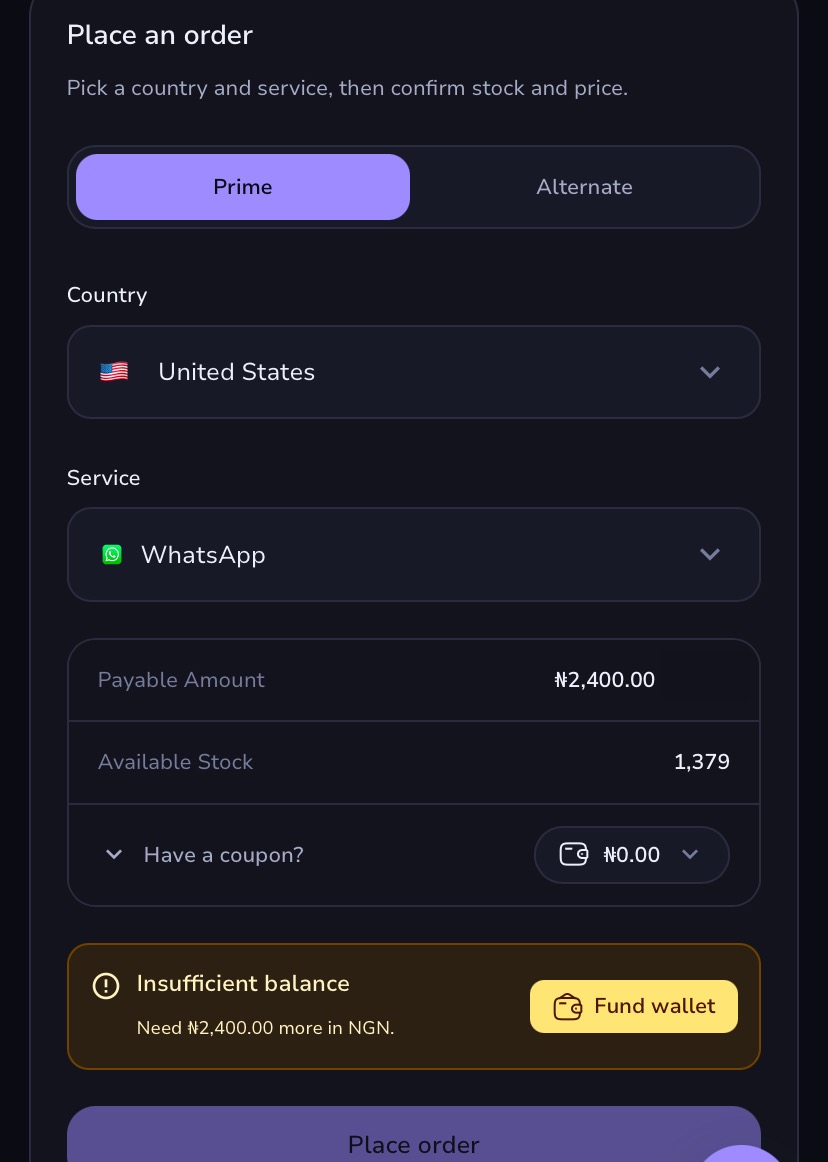 Place an order
Pick a country and service, then confirm stock and price.
Prime
Alternate
Country
United States
Service
WhatsApp
Payable Amount
₦2,400.00
Available Stock
1,379
Have a coupon?
₦0.00
Insufficient balance
Need ₦2,400.00 more in NGN.
Fund wallet
Place order